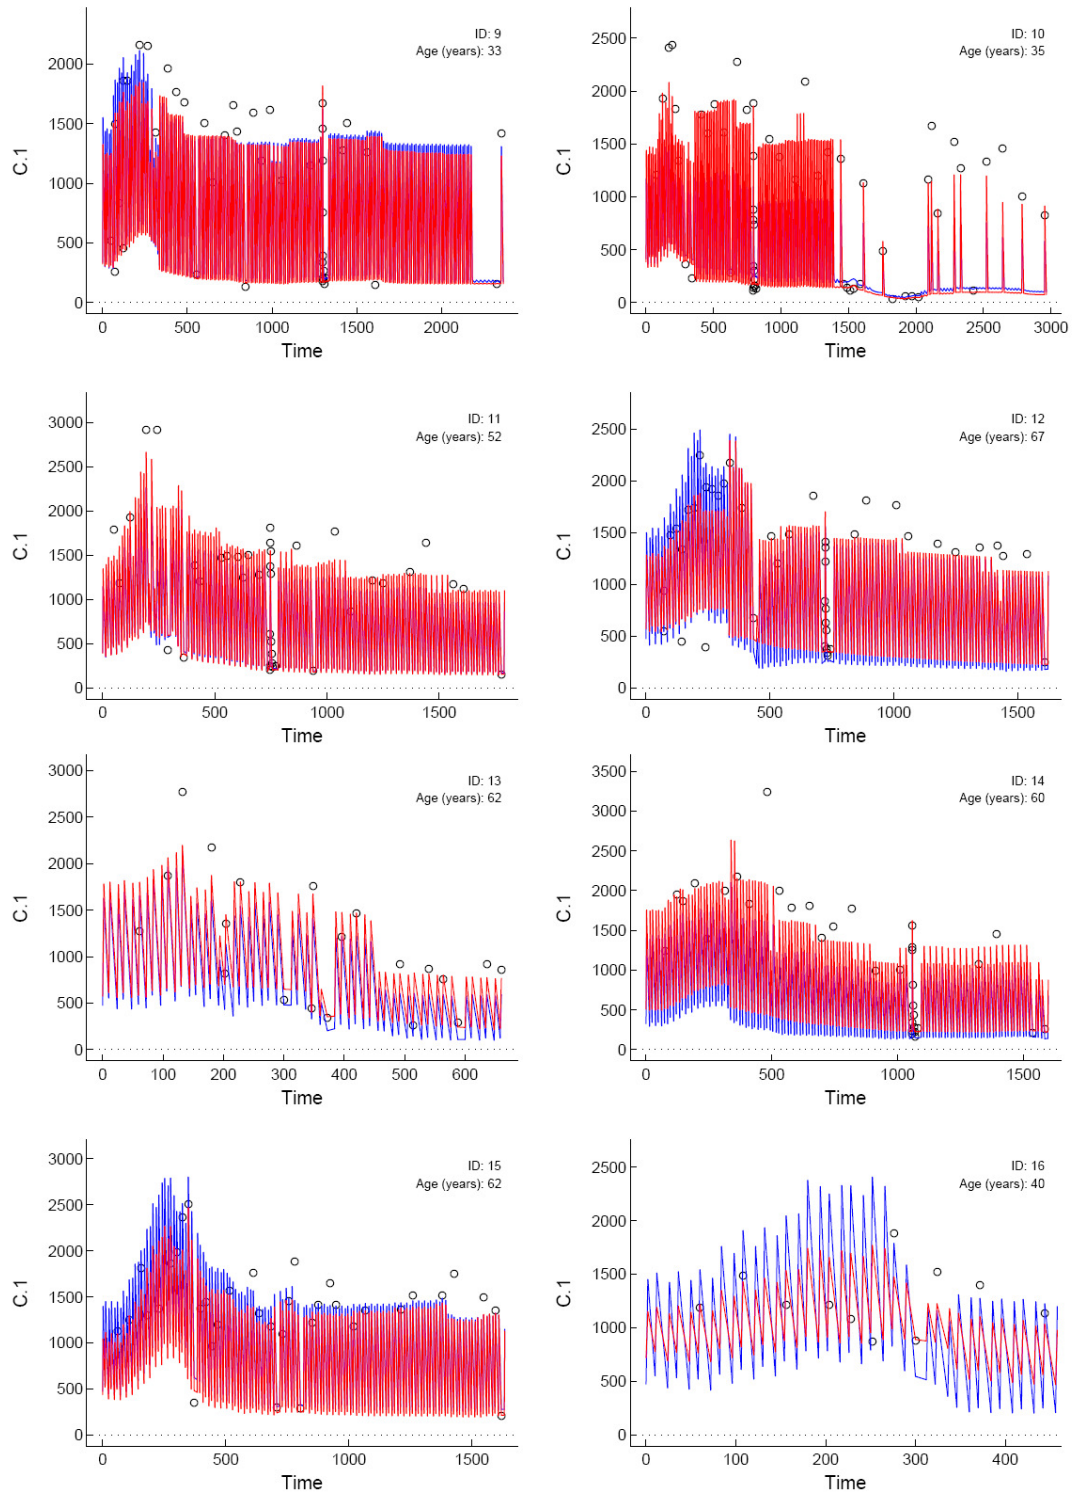 ID: 9
Age (years): 33
C.1
2000
1500
1000
500
0
0 500 1000 1500 2000
Time
ID: 10
Age (years): 35
C.1
2500
2000
1500
1000
500
0
0 500 1000 1500 2000 2500 3000
Time
ID: 11
Age (years): 52
C.1
3000
2500
2000
1500
1000
500
0
0 500 1000 1500
Time
ID: 12
Age (years): 67
C.1
2500
2000
1500
1000
500
0
0 500 1000 1500
Time
ID: 13
Age (years): 62
C.1
3000
2500
2000
1500
1000
500
0
0 100 200 300 400 500 600
Time
ID: 14
Age (years): 60
C.1
3500
3000
2500
2000
1500
1000
500
0
0 500 1000 1500
Time
ID: 15
Age (years): 62
C.1
3000
2500
2000
1500
1000
500
0
0 500 1000 1500
Time
ID: 16
Age (years): 40
C.1
2500
2000
1500
1000
500
0
0 100 200 300 400
Time